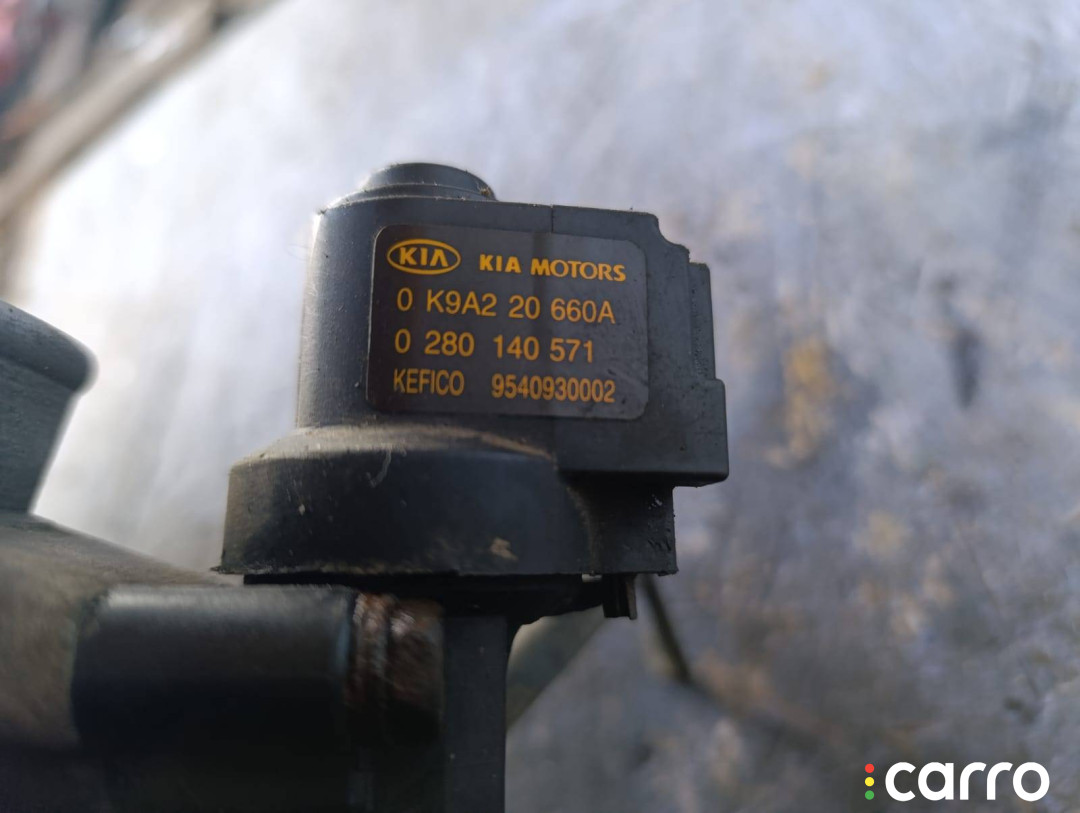 KIA KIA MOTORS
0 K9A2 20 660A
0 280 140 571
KEFICO 9540930002
carro